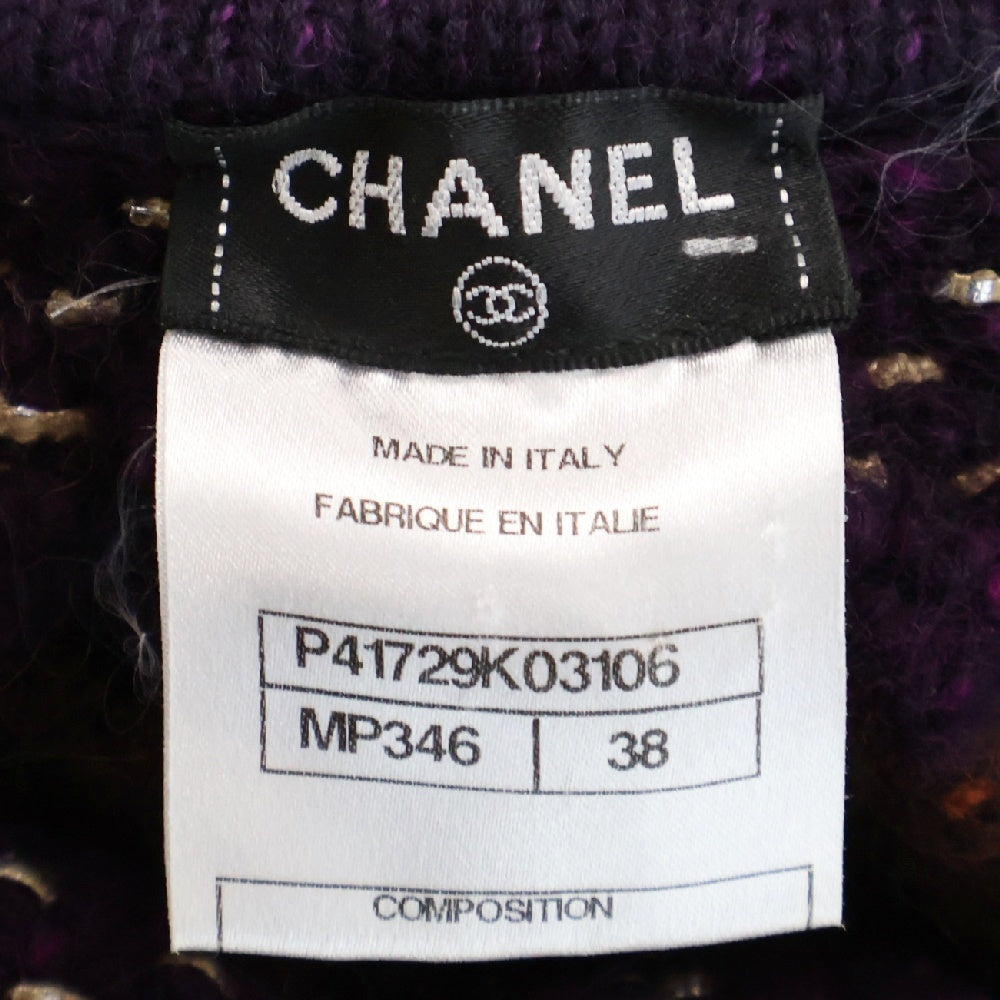 CHANEL
MADE IN ITALY
FABRIQUE EN ITALIE
P41729K03106
MP346 38
COMPOSITION